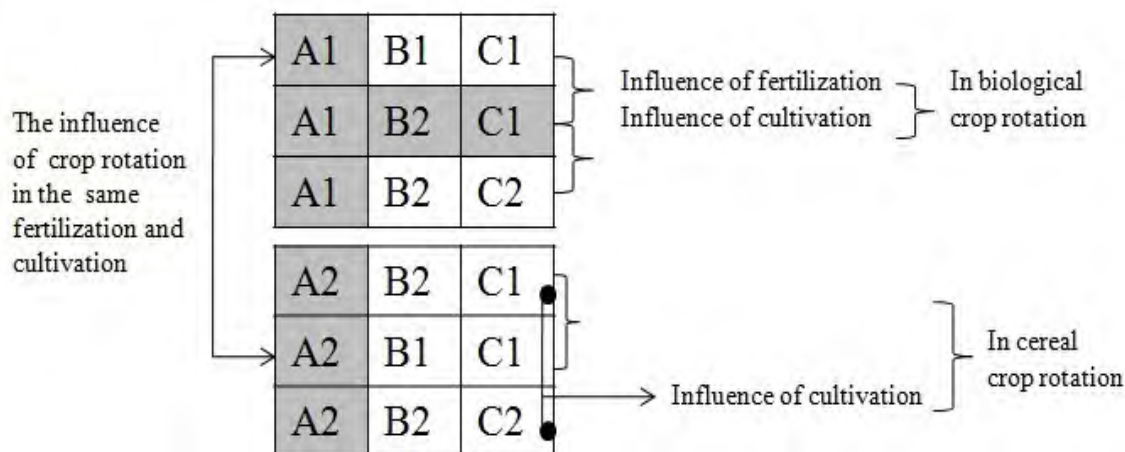 The influence
of crop rotation
in the same
fertilization and
cultivation
A1 B1 C1
A1 B2 C1
A1 B2 C2
Influence of fertilization
Influence of cultivation
In biological
crop rotation
A2 B2 C1
A2 B1 C1
A2 B2 C2
Influence of cultivation
In cereal
crop rotation